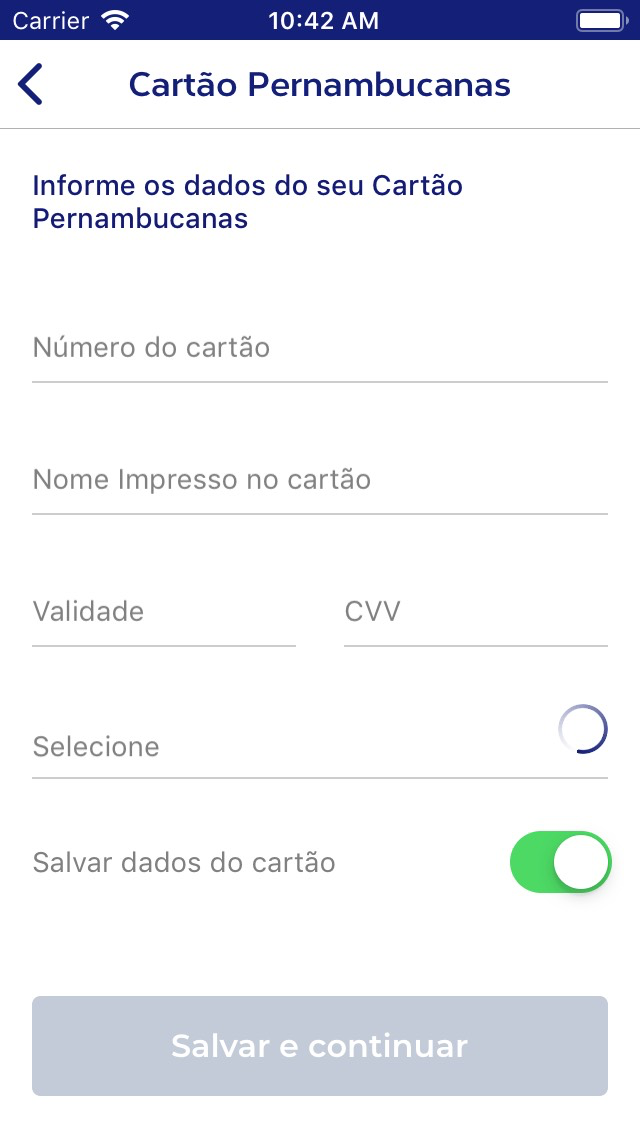 Carrier 10:42 AM
Cartão Pernambucanas
Informe os dados do seu Cartão
Pernambucanas
Número do cartão
Nome Impresso no cartão
Validade CVV
Selecione
Salvar dados do cartão
Salvar e continuar